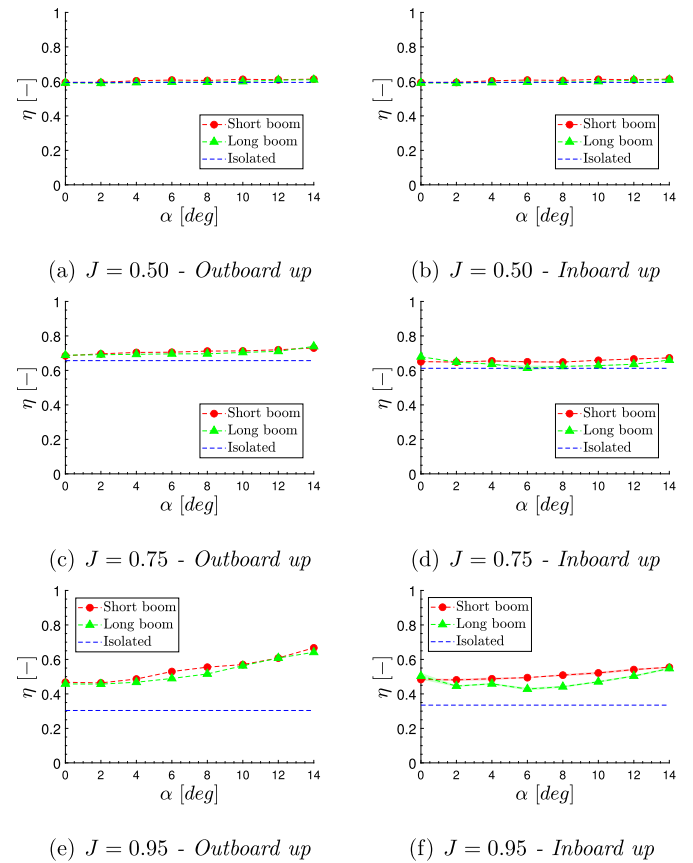 1
0.8
0.6
0.4
0.2
0
η [−]
Short boom
Long boom
Isolated
0 2 4 6 8 10 12 14
α [deg]
(a) J = 0.50 - Outboard up
1
0.8
0.6
0.4
0.2
0
η [−]
Short boom
Long boom
Isolated
0 2 4 6 8 10 12 14
α [deg]
(b) J = 0.50 - Inboard up
1
0.8
0.6
0.4
0.2
0
η [−]
Short boom
Long boom
Isolated
0 2 4 6 8 10 12 14
α [deg]
(c) J = 0.75 - Outboard up
1
0.8
0.6
0.4
0.2
0
η [−]
Short boom
Long boom
Isolated
0 2 4 6 8 10 12 14
α [deg]
(d) J = 0.75 - Inboard up
1
0.8
0.6
0.4
0.2
0
η [−]
Short boom
Long boom
Isolated
0 2 4 6 8 10 12 14
α [deg]
(e) J = 0.95 - Outboard up
1
0.8
0.6
0.4
0.2
0
η [−]
Short boom
Long boom
Isolated
0 2 4 6 8 10 12 14
α [deg]
(f) J = 0.95 - Inboard up